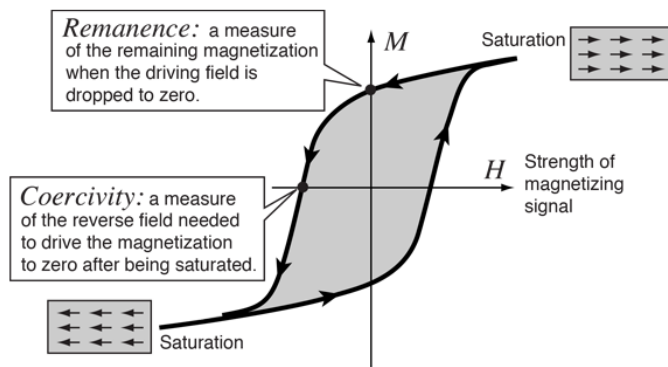 Remanence: a measure
of the remaining magnetization
when the driving field is
dropped to zero.
M
Saturation
H
Strength of
magnetizing
signal
Coercivity: a measure
of the reverse field needed
to drive the magnetization
to zero after being saturated.
Saturation